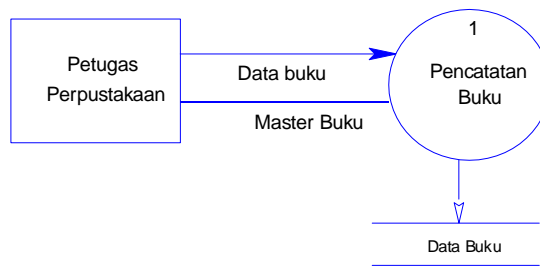 Petugas
Perpustakaan
Data buku
Master Buku
1
Pencatatan
Buku
Data Buku